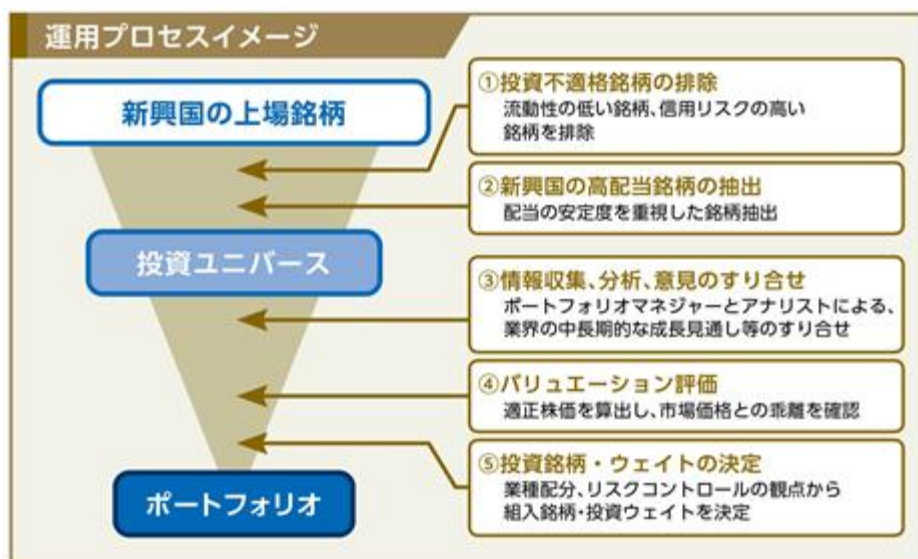 運用プロセスイメージ
新興国の上場銘柄
①投資不適格銘柄の排除
流動性の低い銘柄、信用リスクの高い
銘柄を排除
②新興国の高配当銘柄の抽出
配当の安定度を重視した銘柄抽出
投資ユニバース
③情報収集、分析、意見のすり合せ
ポートフォリオマネジャーとアナリストによる、
業界の中長期的な成長見通し等のすり合せ
④バリュエーション評価
適正株価を算出し、市場価格との乖離を確認
⑤投資銘柄・ウェイトの決定
業種配分、リスクコントロールの観点から
組入銘柄・投資ウェイトを決定
ポートフォリオ